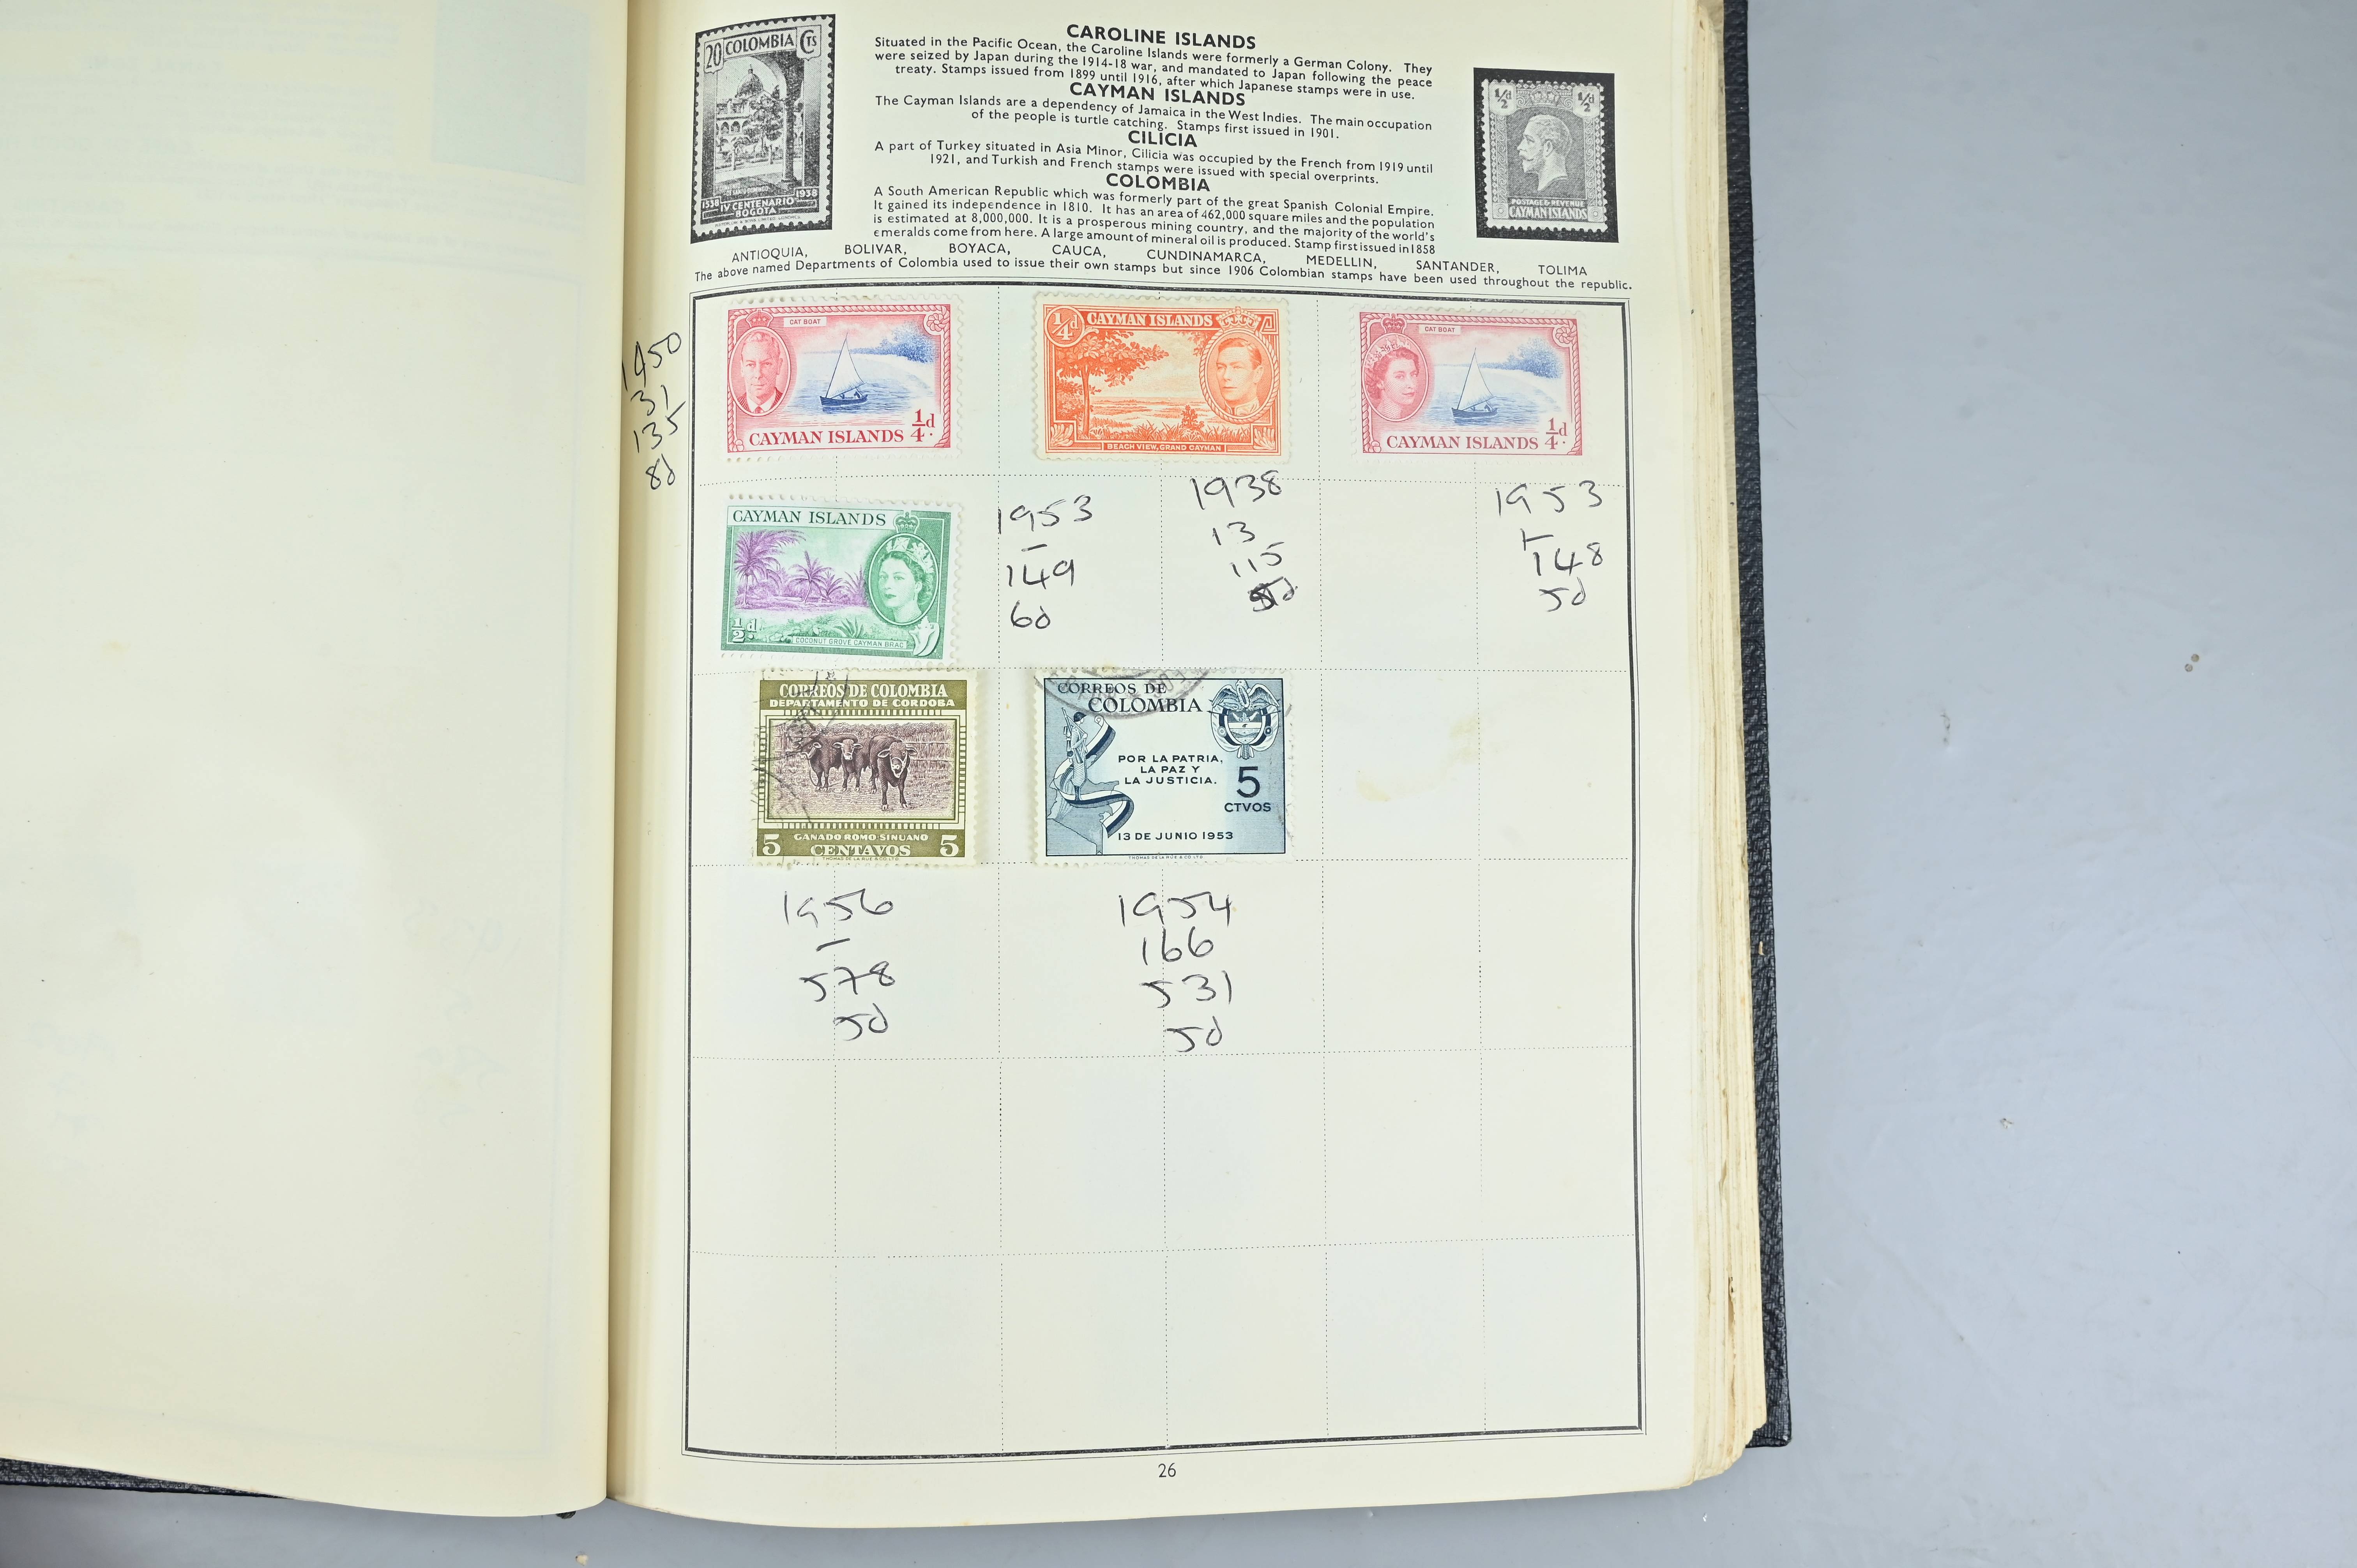 20 COLOMBIA CTS
1538 1938
IV CENTENARIO
BOGOTA
CAROLINE ISLANDS
Situated in the Pacific Ocean, the Caroline Islands were formerly a German Colony. They
were seized by Japan during the 1914-18 war, and mandated to Japan following the peace
treaty. Stamps issued from 1899 until 1916, after which Japanese stamps were in use.
CAYMAN ISLANDS
The Cayman Islands are a dependency of Jamaica in the West Indies. The main occupation
of the people is turtle catching. Stamps first issued in 1901.
CILICIA
A part of Turkey situated in Asia Minor, Cilicia was occupied by the French from 1919 until
1921, and Turkish and French stamps were issued with special overprints.
COLOMBIA
A South American Republic which was formerly part of the great Spanish Colonial Empire.
It gained its independence in 1810. It has an area of 462,000 square miles and the population
is estimated at 8,000,000. It is a prosperous mining country, and the majority of the world's
emeralds come from here. A large amount of mineral oil is produced. Stamp first issued in 1858
½d ½d
POSTAGE & REVENUE
CAYMAN ISLANDS
ANTIOQUIA, BOLIVAR, BOYACA, CAUCA, CUNDINAMARCA, MEDELLIN, SANTANDER, TOLIMA
The above named Departments of Colombia used to issue their own stamps but since 1906 Colombian stamps have been used throughout the republic.
1950
31
135
8d
CAT BOAT
CAYMAN ISLANDS ¼d.
¼d CAYMAN ISLANDS
BEACH VIEW, GRAND CAYMAN
CAT BOAT
CAYMAN ISLANDS ¼d.
CAYMAN ISLANDS
½d.
COCONUT GROVE CAYMAN BRAC
1953
-
149
6d
1938
13
115
1953
148
5d
CORREOS DE COLOMBIA
DEPARTAMENTO DE CORDOBA
GANADO ROMO-SINUANO
5 CENTAVOS 5
THOMAS DE LA RUE & CO. LTD.
CORREOS DE
COLOMBIA
POR LA PATRIA,
LA PAZ Y
LA JUSTICIA.
5
CTVOS
13 DE JUNIO 1953
THOMAS DE LA RUE & CO. LTD.
1956
-
578
5d
1954
166
531
5d
26